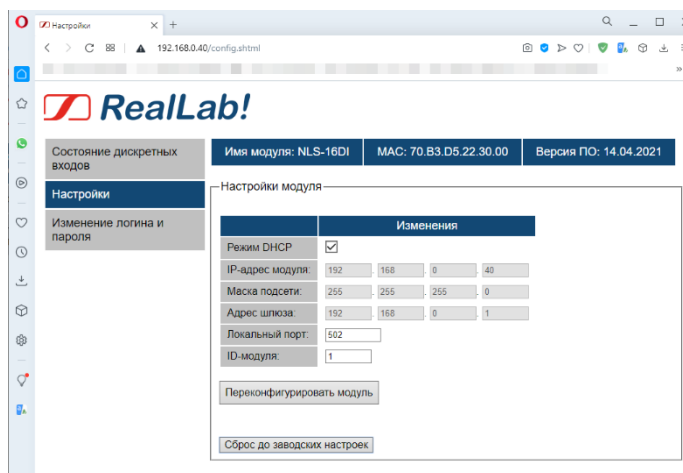 Настройки
192.168.0.40/config.shtml
RealLab!
Состояние дискретных
входов
Настройки
Изменение логина и
пароля
Имя модуля: NLS-16DI MAC: 70.B3.D5.22.30.00 Версия ПО: 14.04.2021
Настройки модуля
Изменения
Режим DHCP
IP-адрес модуля: 192 . 168 . 0 . 40
Маска подсети: 255 . 255 . 255 . 0
Адрес шлюза: 192 . 168 . 0 . 1
Локальный порт: 502
ID-модуля: 1
Переконфигурировать модуль
Сброс до заводских настроек